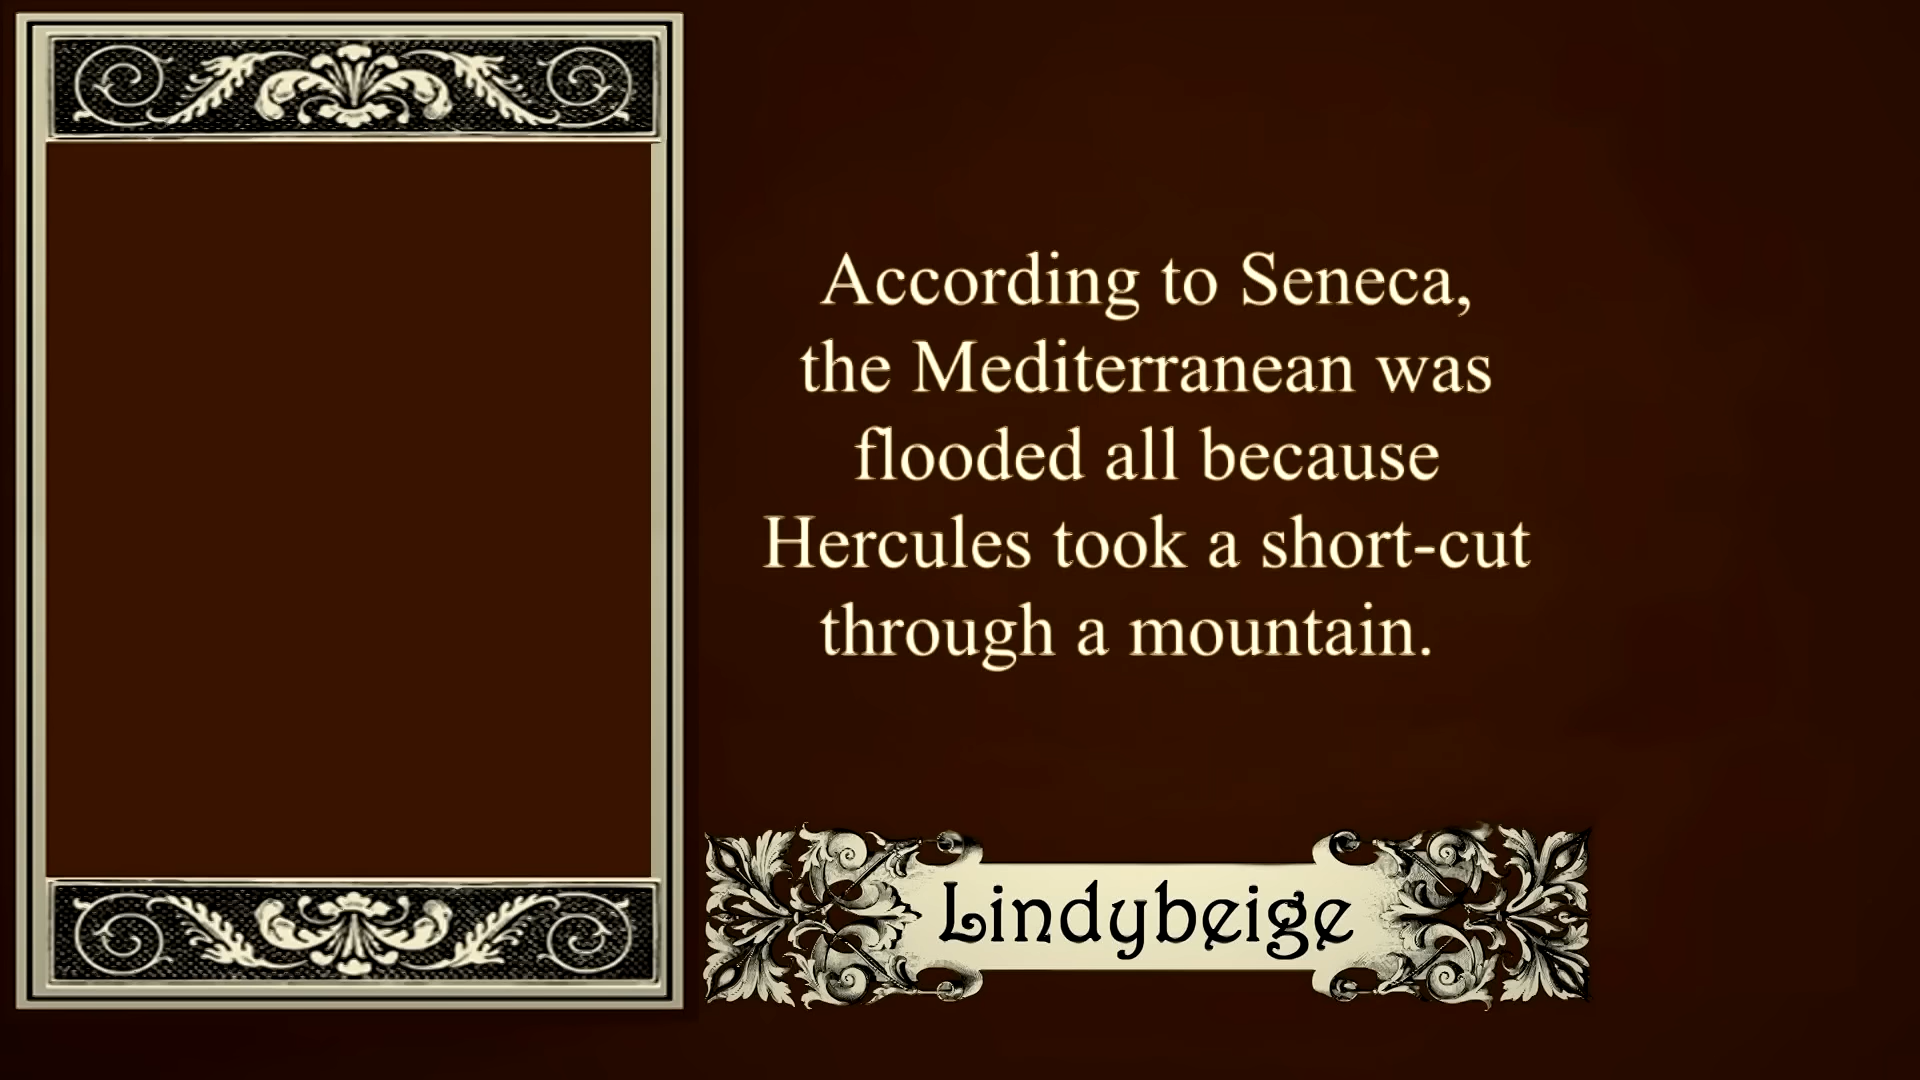 According to Seneca,
the Mediterranean was
flooded all because
Hercules took a short-cut
through a mountain.
Lindybeige